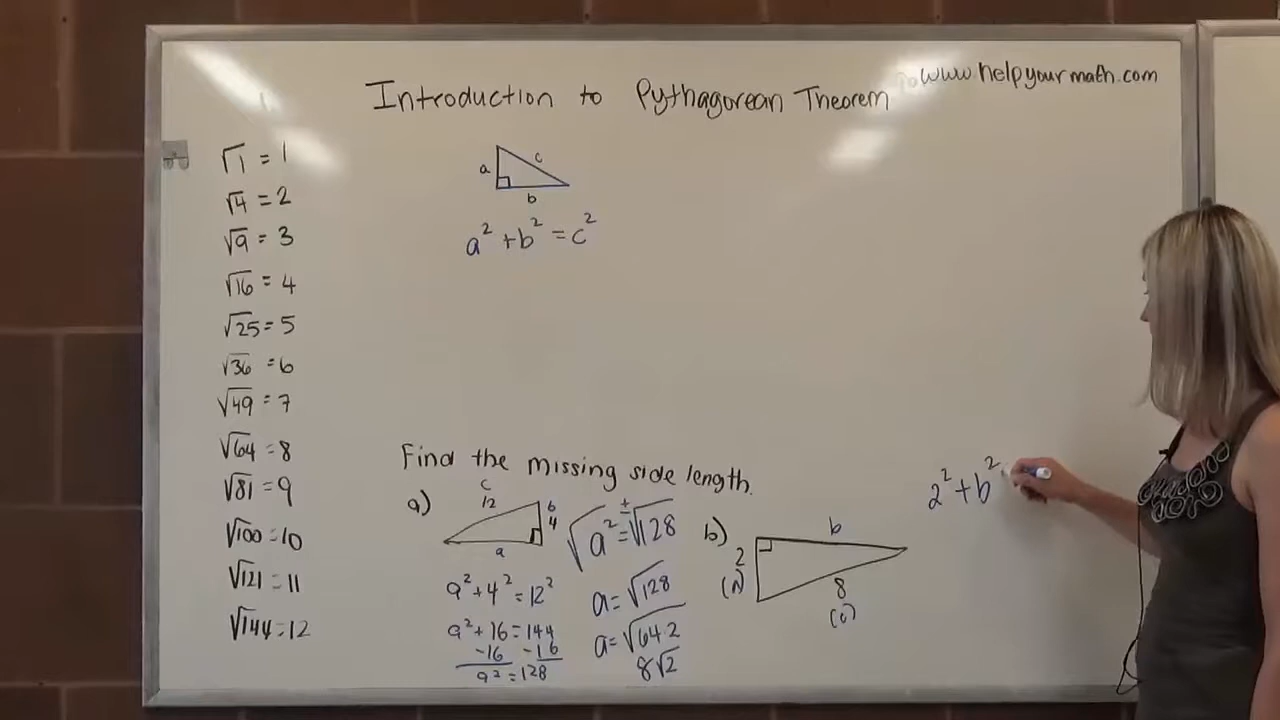 Introduction to Pythagorean Theorem
www.helpyourmath.com
√1 = 1
√4 = 2
√9 = 3
√16 = 4
√25 = 5
√36 = 6
√49 = 7
√64 = 8
√81 = 9
√100 = 10
√121 = 11
√144 = 12
a
c
b
a² + b² = c²
Find the missing side length.
a)
c
12
b
4
a
a² + 4² = 12²
a² + 16 = 144
-16 -16
a² = 128
√a² = ±√128
a = √128
a = √64·2
8√2
b)
b
2
(a)
8
(c)
2² + b²